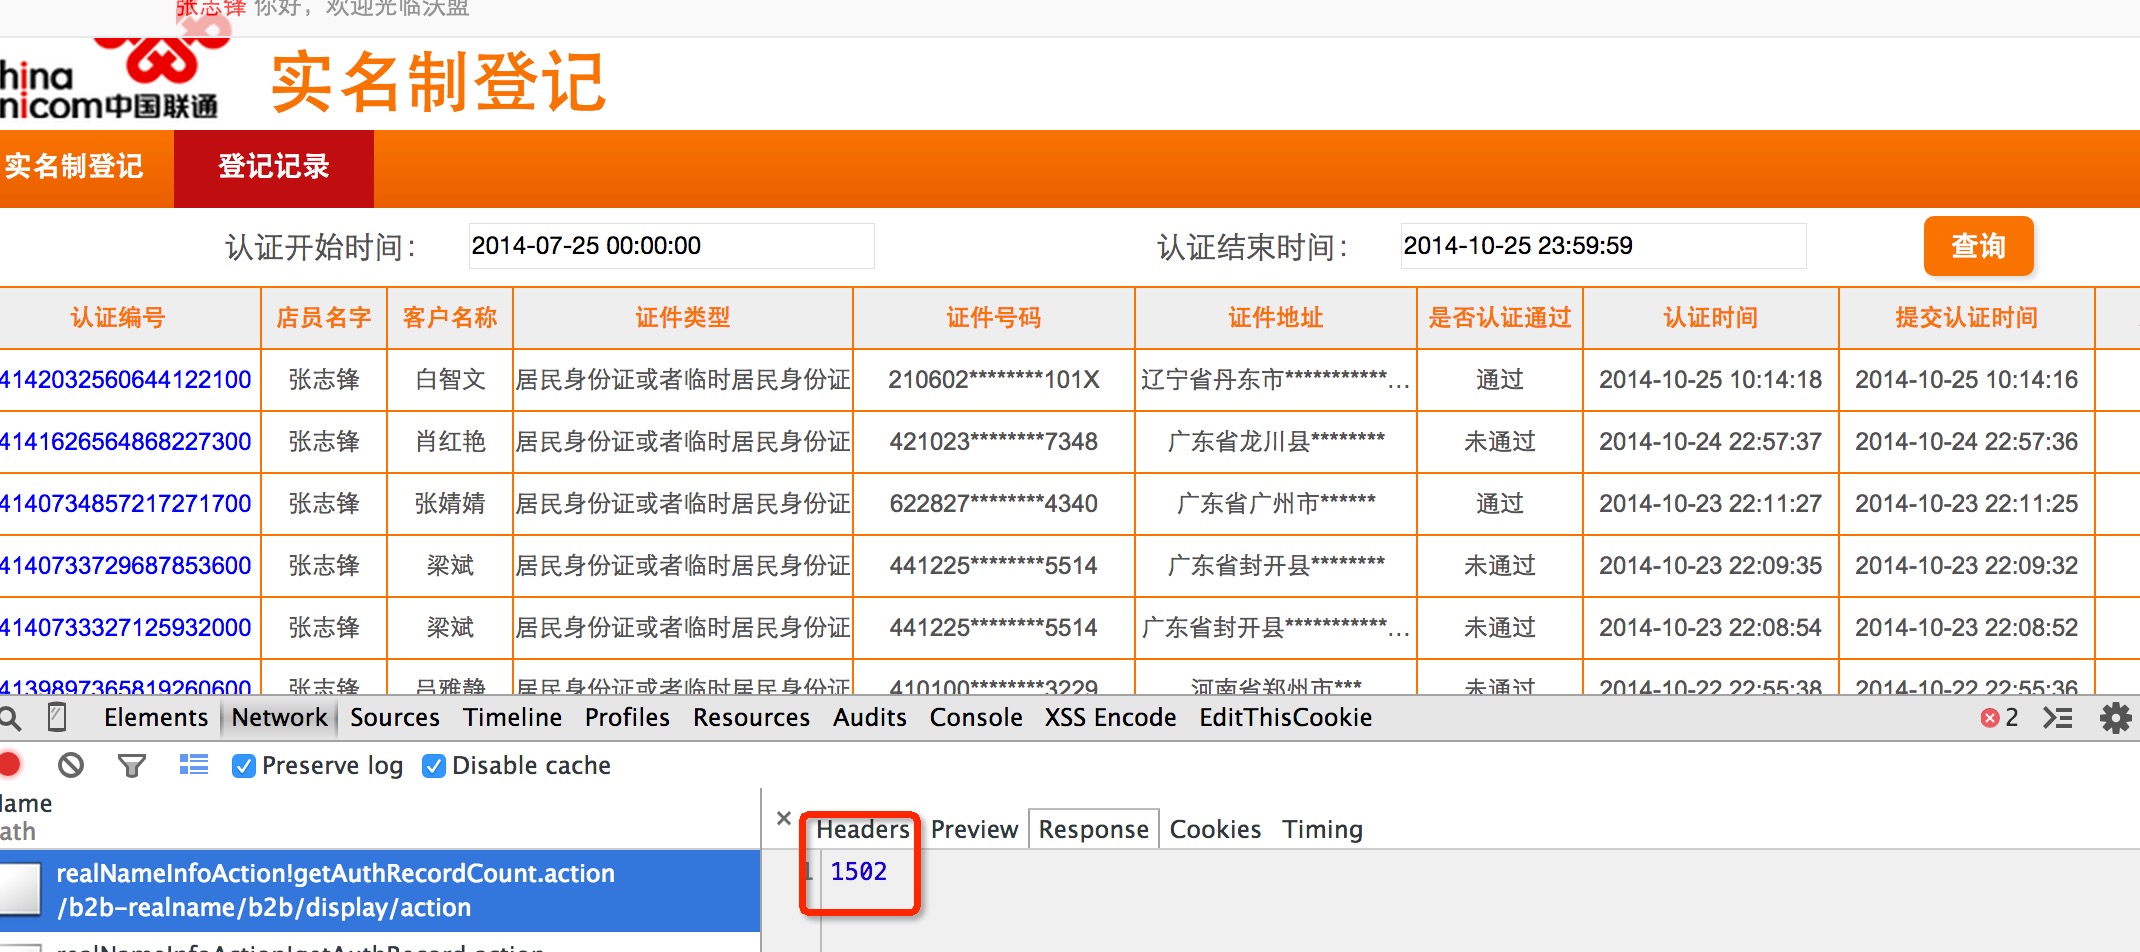 张志锋 你好，欢迎光临沃盟
hina
nicom中国联通
实名制登记
实名制登记 登记记录
认证开始时间： 2014-07-25 00:00:00 认证结束时间： 2014-10-25 23:59:59 查询
认证编号 店员名字 客户名称 证件类型 证件号码 证件地址 是否认证通过 认证时间 提交认证时间
4142032560644122100 张志锋 白智文 居民身份证或者临时居民身份证 210602********101X 辽宁省丹东市***********... 通过 2014-10-25 10:14:18 2014-10-25 10:14:16
4141626564868227300 张志锋 肖红艳 居民身份证或者临时居民身份证 421023********7348 广东省龙川县******** 未通过 2014-10-24 22:57:37 2014-10-24 22:57:36
4140734857217271700 张志锋 张婧婧 居民身份证或者临时居民身份证 622827********4340 广东省广州市****** 通过 2014-10-23 22:11:27 2014-10-23 22:11:25
4140733729687853600 张志锋 梁斌 居民身份证或者临时居民身份证 441225********5514 广东省封开县******** 未通过 2014-10-23 22:09:35 2014-10-23 22:09:32
4140733327125932000 张志锋 梁斌 居民身份证或者临时居民身份证 441225********5514 广东省封开县***********... 未通过 2014-10-23 22:08:54 2014-10-23 22:08:52
4139897365819260600 张志锋 吕雅静 居民身份证或者临时居民身份证 410100********3229 河南省郑州市*** 未通过 2014-10-22 22:55:38 2014-10-22 22:55:36
Elements Network Sources Timeline Profiles Resources Audits Console XSS Encode EditThisCookie 2
Preserve log Disable cache
ame
ath
× Headers Preview Response Cookies Timing
1 1502
realNameInfoAction!getAuthRecordCount.action
/b2b-realname/b2b/display/action
realNameInfoAction!getAuthRecord.action